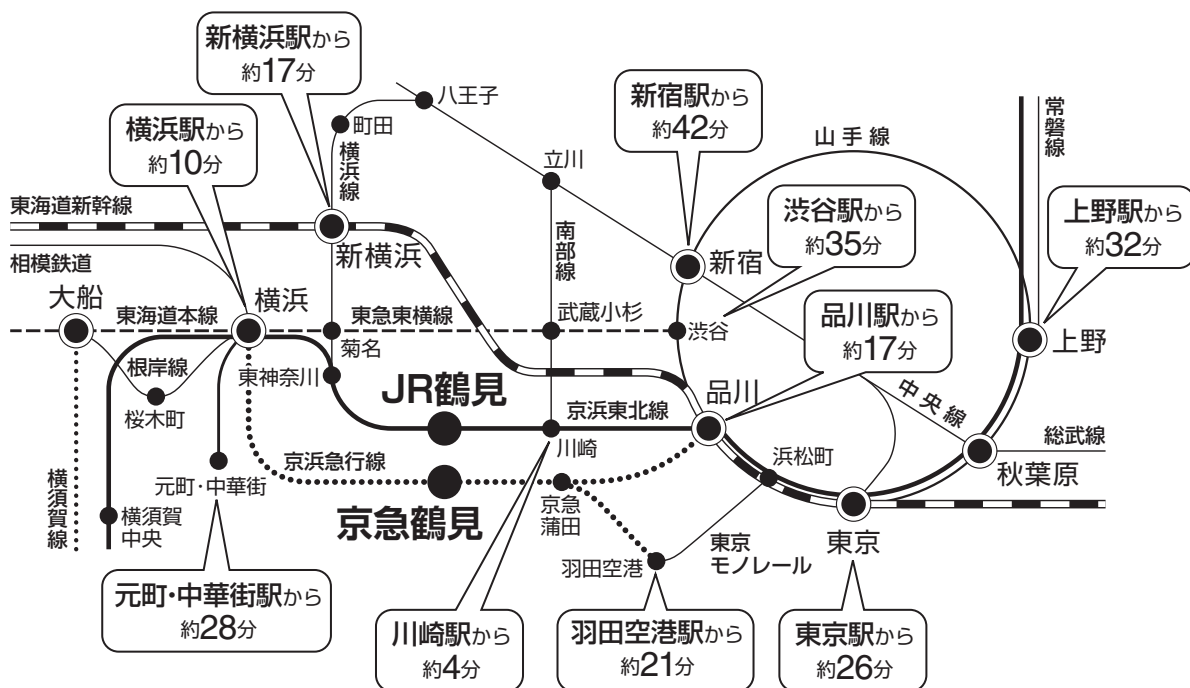 新横浜駅から
約17分
八王子
新宿駅から
約42分
常磐線
横浜駅から
約10分
町田
横浜線
立川
山手線
東海道新幹線
渋谷駅から
約35分
上野駅から
約32分
新横浜
南部線
新宿
相模鉄道
大船
横浜
東海道本線
東急東横線
武蔵小杉
渋谷
品川駅から
約17分
上野
菊名
根岸線
東神奈川
桜木町
JR鶴見
京浜東北線
品川
中央線
総武線
川崎
浜松町
秋葉原
京浜急行線
元町・中華街
横須賀線
横須賀
中央
京急鶴見
京急
蒲田
羽田空港
東京
モノレール
東京
元町・中華街駅から
約28分
川崎駅から
約4分
羽田空港駅から
約21分
東京駅から
約26分